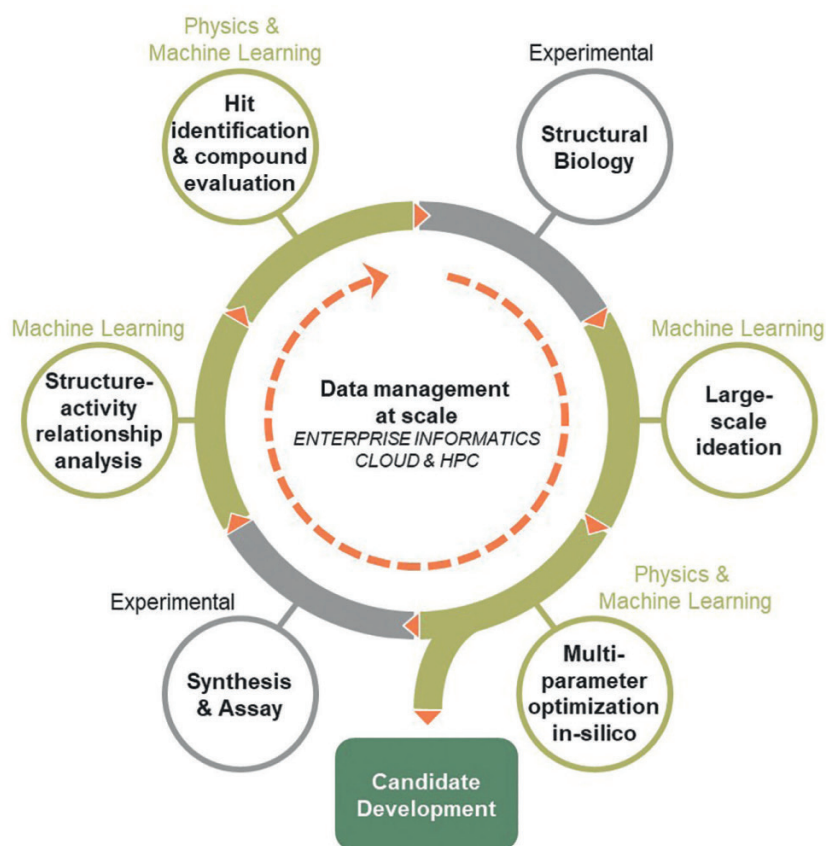 Physics &
Machine Learning
Hit
identification
& compound
evaluation
Experimental
Structural
Biology
Machine Learning
Structure-
activity
relationship
analysis
Machine Learning
Large-
scale
ideation
Data management
at scale
ENTERPRISE INFORMATICS
CLOUD & HPC
Experimental
Synthesis
& Assay
Physics &
Machine Learning
Multi-
parameter
optimization
in-silico
Candidate
Development